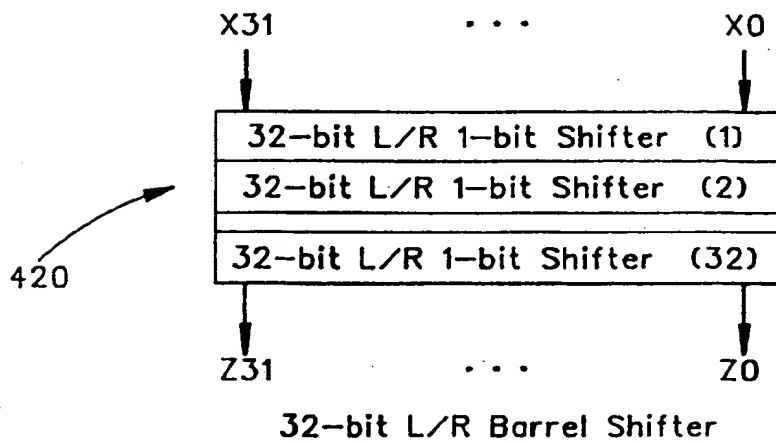 X31 ... X0
32-bit L/R 1-bit Shifter (1)
32-bit L/R 1-bit Shifter (2)
32-bit L/R 1-bit Shifter (32)
420
Z31 ... Z0
32-bit L/R Barrel Shifter